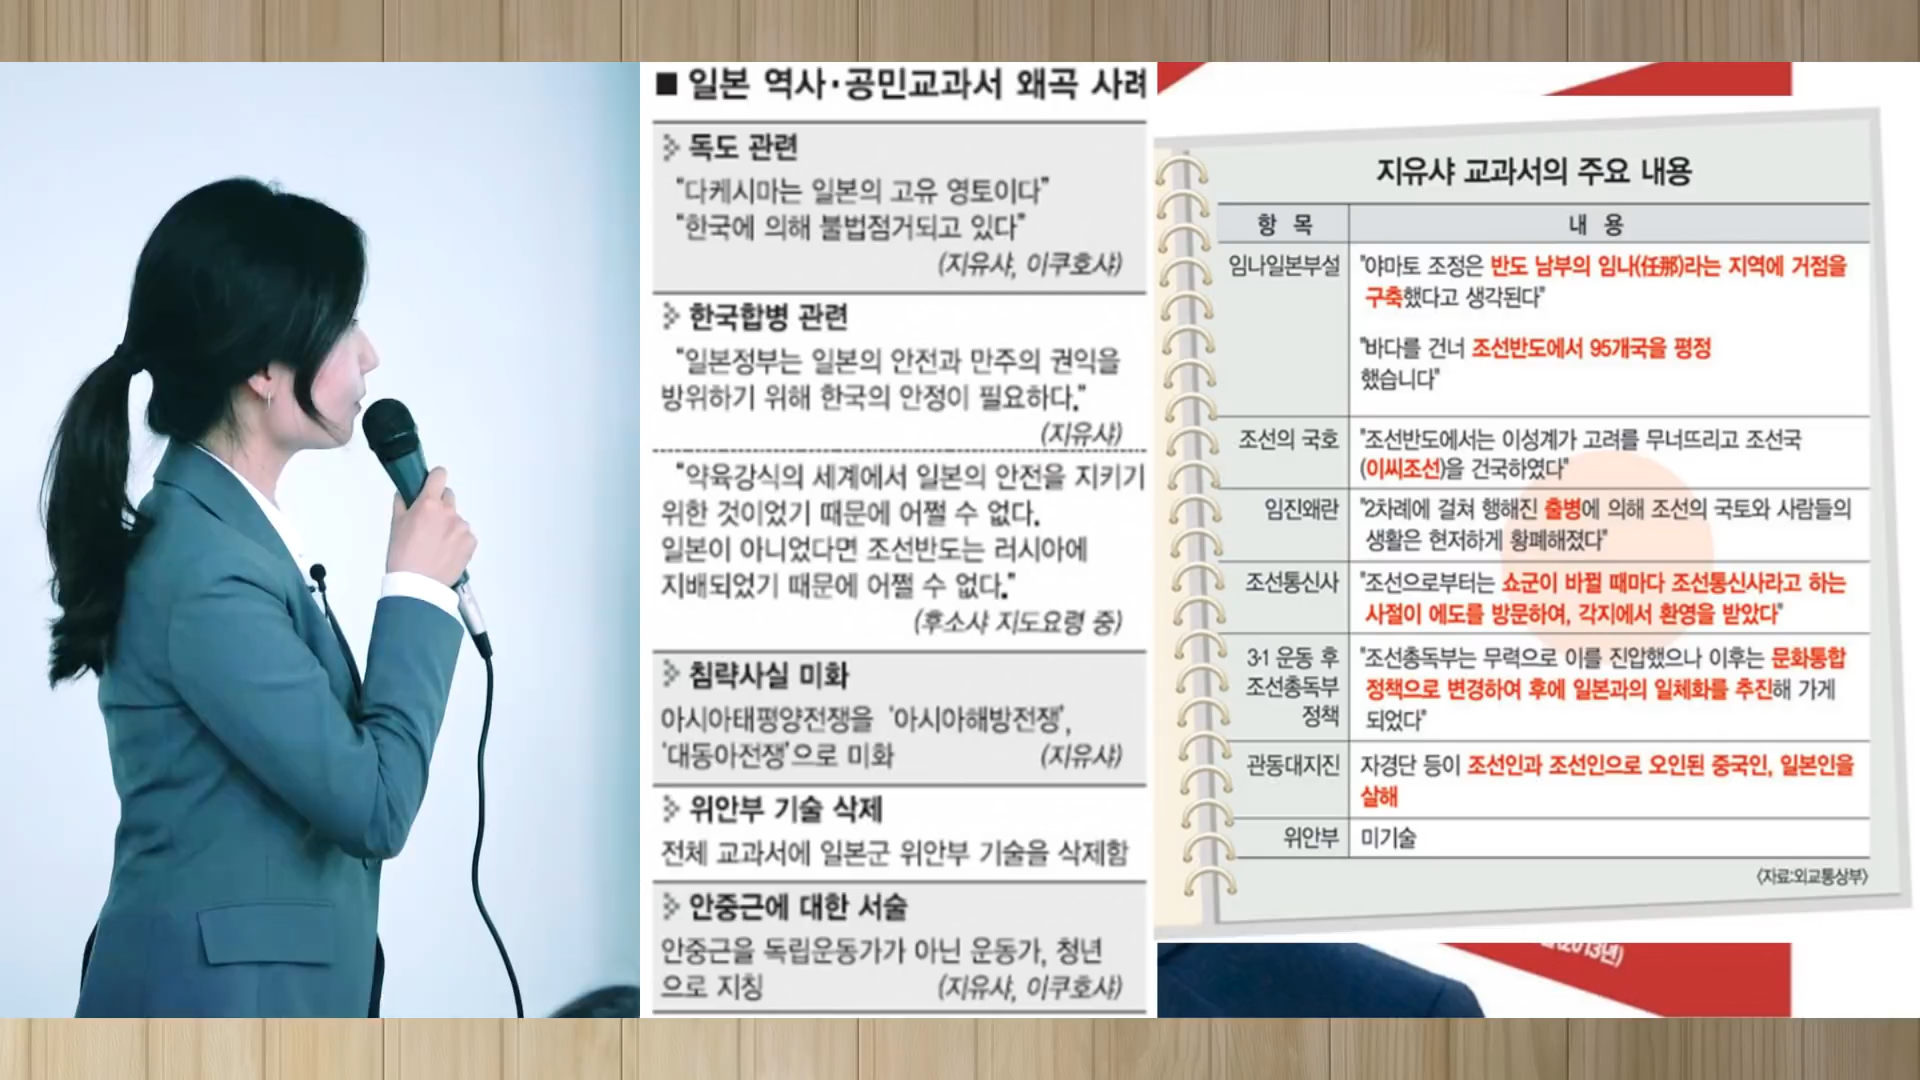 ■ 일본 역사·공민교과서 왜곡 사례
독도 관련
"다케시마는 일본의 고유 영토이다"
"한국에 의해 불법점거되고 있다"
(지유샤, 이쿠호샤)
한국합병 관련
"일본정부는 일본의 안전과 만주의 권익을
방위하기 위해 한국의 안정이 필요하다."
(지유샤)
"약육강식의 세계에서 일본의 안전을 지키기
위한 것이었기 때문에 어쩔 수 없다.
일본이 아니었다면 조선반도는 러시아에
지배되었기 때문에 어쩔 수 없다."
(후소샤 지도요령 중)
침략사실 미화
아시아태평양전쟁을 '아시아해방전쟁',
'대동아전쟁'으로 미화 (지유샤)
위안부 기술 삭제
전체 교과서에 일본군 위안부 기술을 삭제함
안중근에 대한 서술
안중근을 독립운동가가 아닌 운동가, 청년
으로 지칭 (지유샤, 이쿠호샤)
지유샤 교과서의 주요 내용
항 목 내 용
임나일본부설 "야마토 조정은 반도 남부의 임나(任那)라는 지역에 거점을
구축했다고 생각된다"
"바다를 건너 조선반도에서 95개국을 평정
했습니다"
조선의 국호 "조선반도에서는 이성계가 고려를 무너뜨리고 조선국
(이씨조선)을 건국하였다"
임진왜란 "2차례에 걸쳐 행해진 출병에 의해 조선의 국토와 사람들의
생활은 현저하게 황폐해졌다"
조선통신사 "조선으로부터는 쇼군이 바뀔 때마다 조선통신사라고 하는
사절이 에도를 방문하여, 각지에서 환영을 받았다"
3·1 운동 후 "조선총독부는 무력으로 이를 진압했으나 이후는 문화통합
조선총독부 정책으로 변경하여 후에 일본과의 일체화를 추진해 가게
정책 되었다"
관동대지진 자경단 등이 조선인과 조선인으로 오인된 중국인, 일본인을
살해
위안부 미기술
<자료:외교통상부>
(2013년)